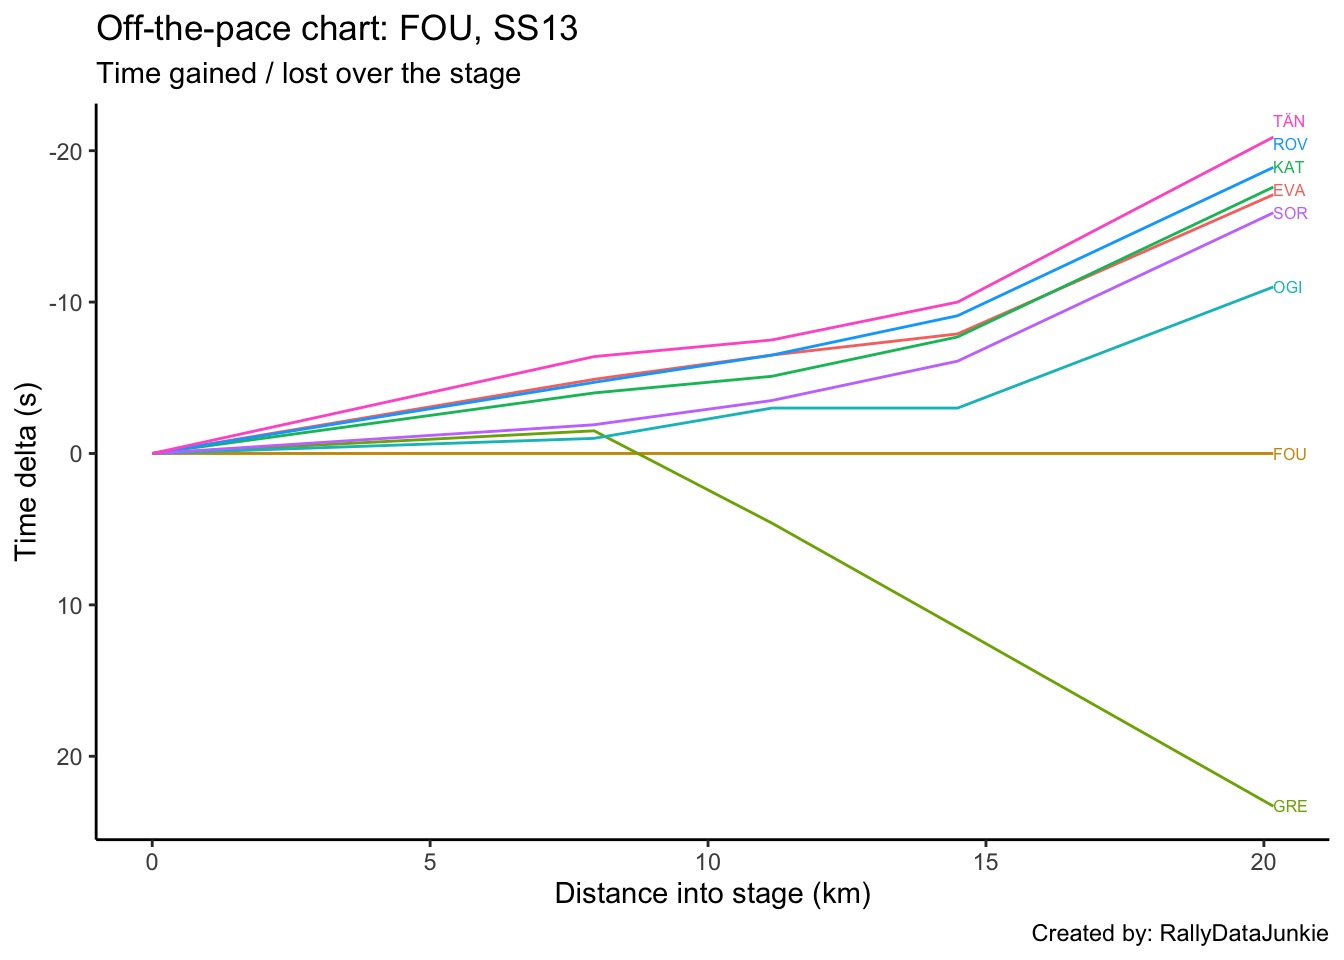 Off-the-pace chart: FOU, SS13
Time gained / lost over the stage
TÄN
ROV
KAT
EVA
SOR
OGI
FOU
GRE
-20
-10
0
10
20
Time delta (s)
0 5 10 15 20
Distance into stage (km)
Created by: RallyDataJunkie